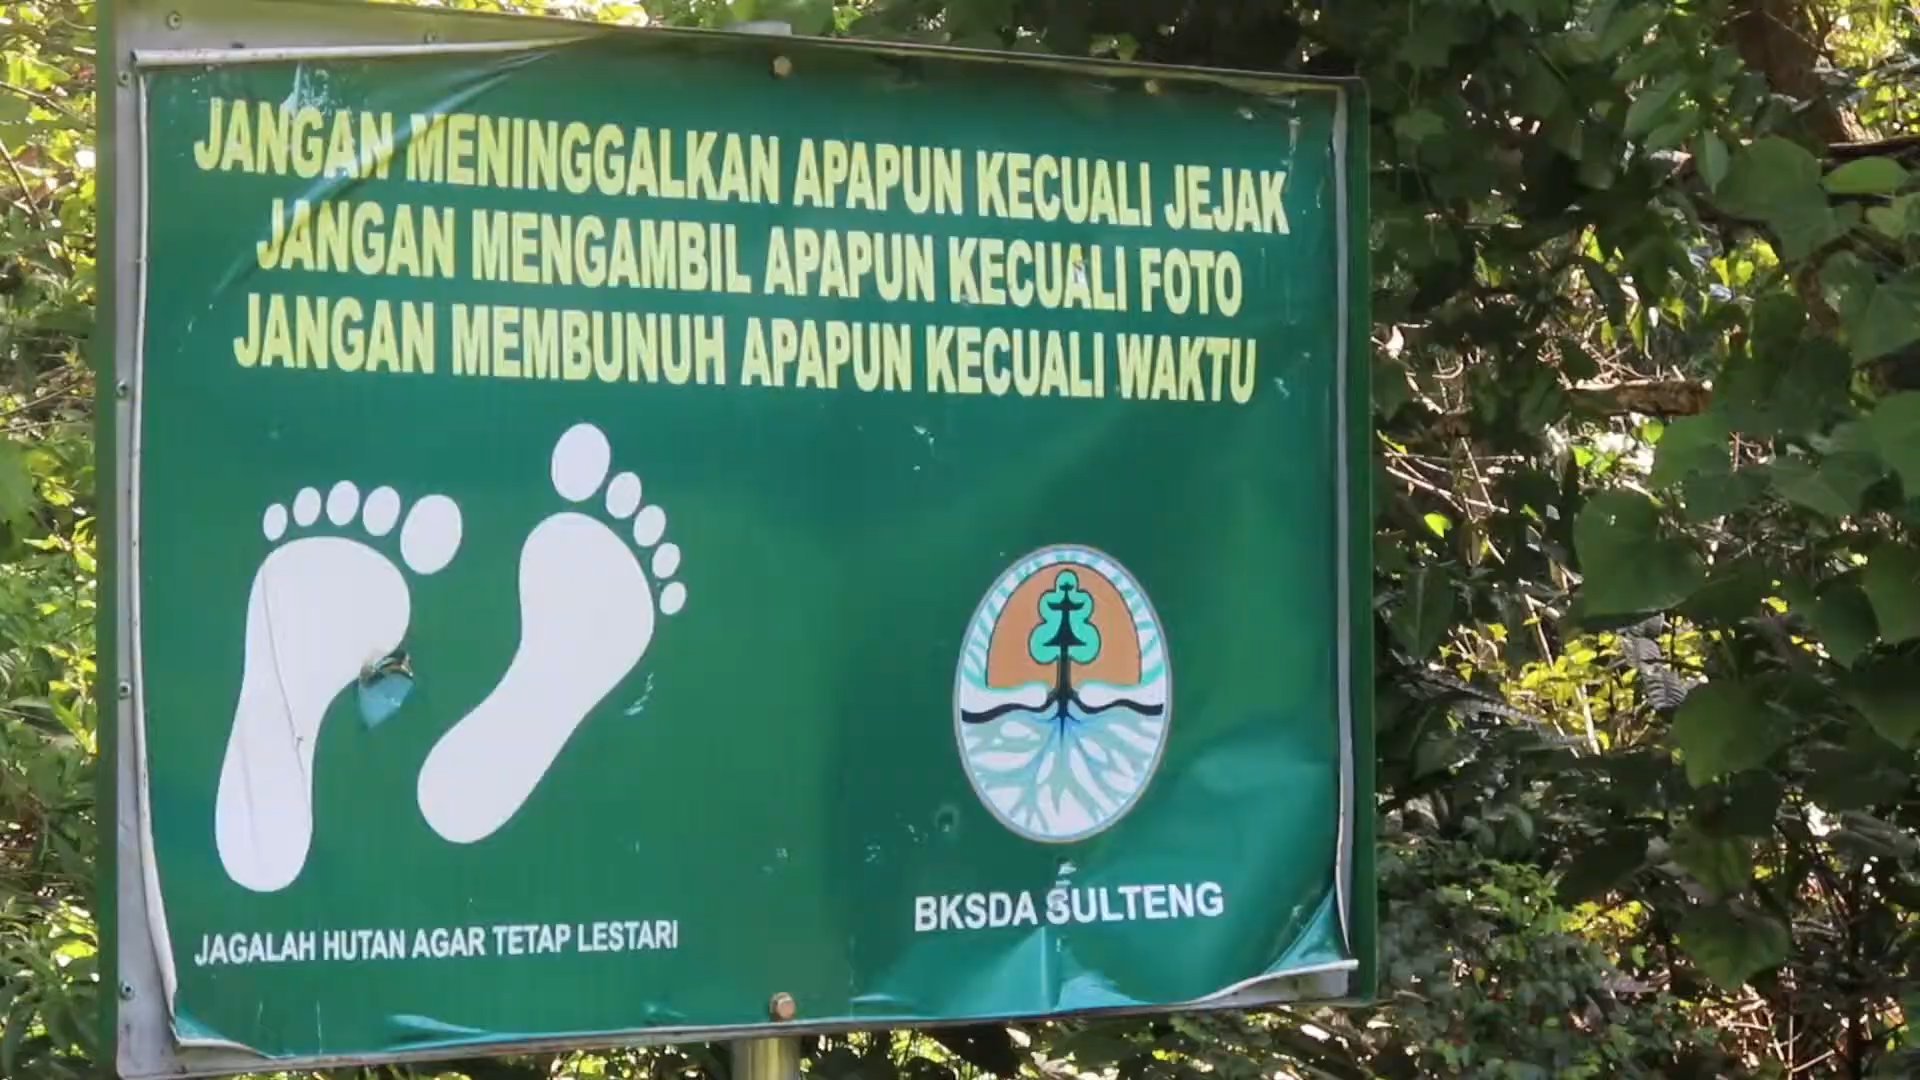 JANGAN MENINGGALKAN APAPUN KECUALI JEJAK
JANGAN MENGAMBIL APAPUN KECUALI FOTO
JANGAN MEMBUNUH APAPUN KECUALI WAKTU
JAGALAH HUTAN AGAR TETAP LESTARI
BKSDA SULTENG